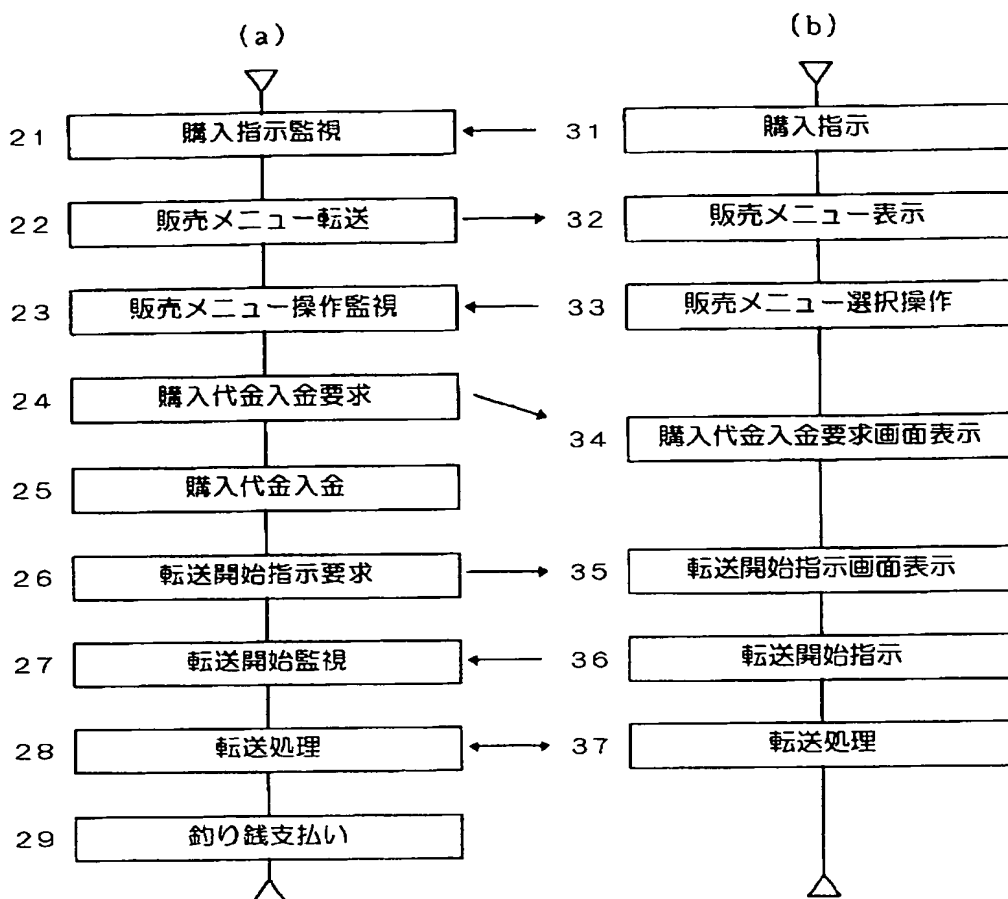 (a)
21 購入指示監視
22 販売メニュー転送
23 販売メニュー操作監視
24 購入代金入金要求
25 購入代金入金
26 転送開始指示要求
27 転送開始監視
28 転送処理
29 釣り銭支払い
(b)
31 購入指示
32 販売メニュー表示
33 販売メニュー選択操作
34 購入代金入金要求画面表示
35 転送開始指示画面表示
36 転送開始指示
37 転送処理